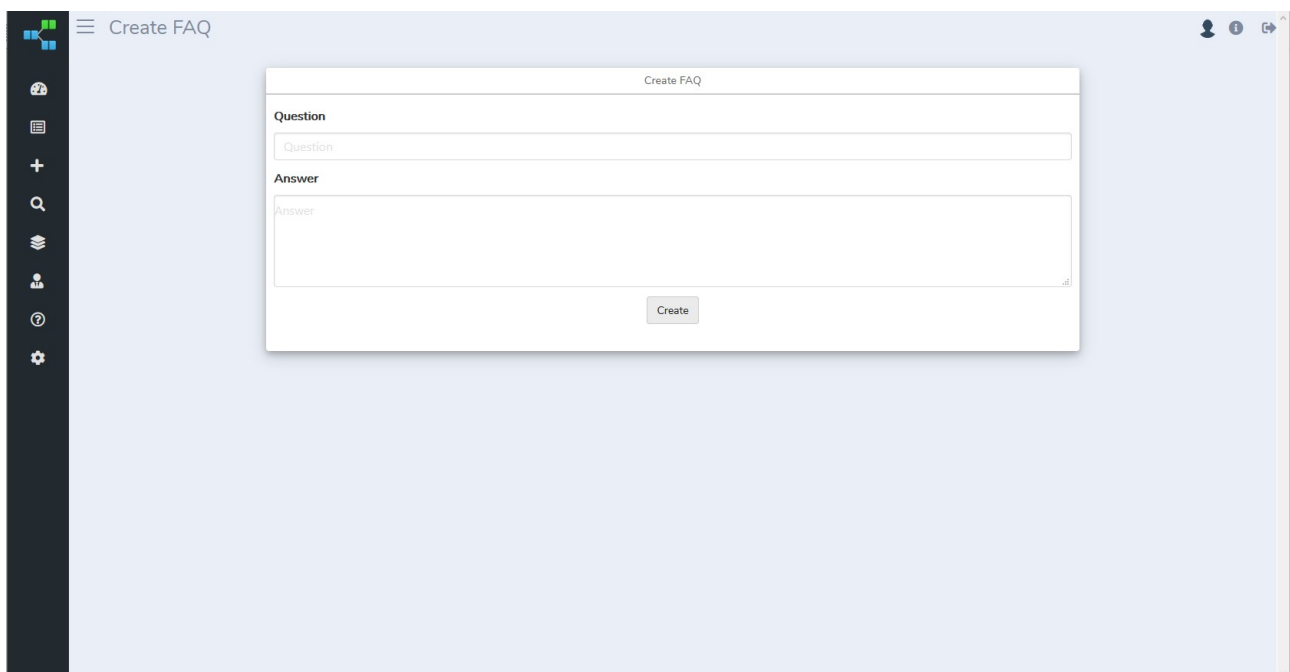 Create FAQ
Create FAQ
Question
Question
Answer
Answer
Create